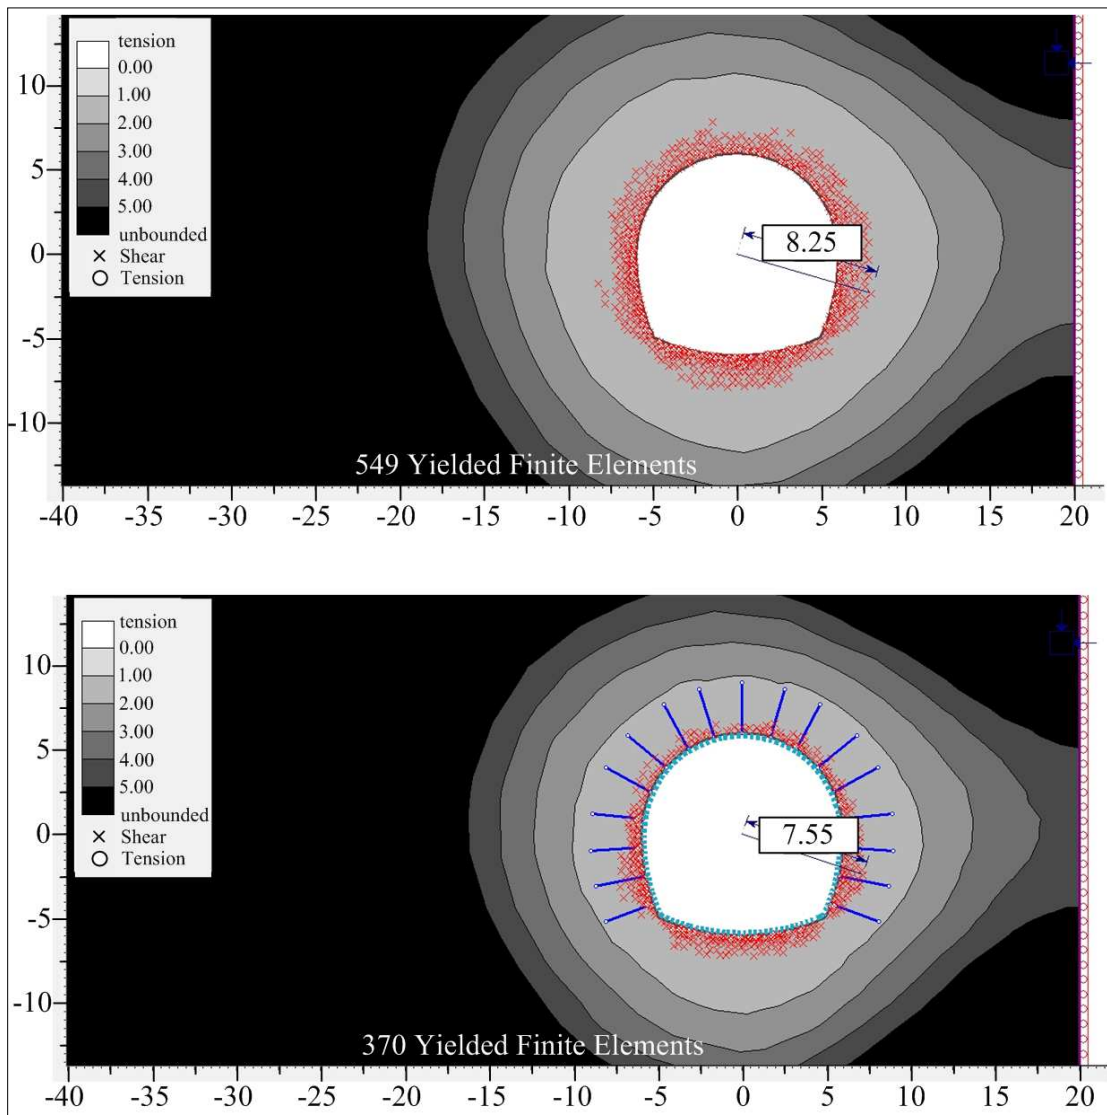 tension
0.00
1.00
2.00
3.00
4.00
5.00
unbounded
Shear
Tension
10
5
0
-5
-10
8.25
549 Yielded Finite Elements
-40 -35 -30 -25 -20 -15 -10 -5 0 5 10 15 20
tension
0.00
1.00
2.00
3.00
4.00
5.00
unbounded
Shear
Tension
10
5
0
-5
-10
7.55
370 Yielded Finite Elements
-40 -35 -30 -25 -20 -15 -10 -5 0 5 10 15 20